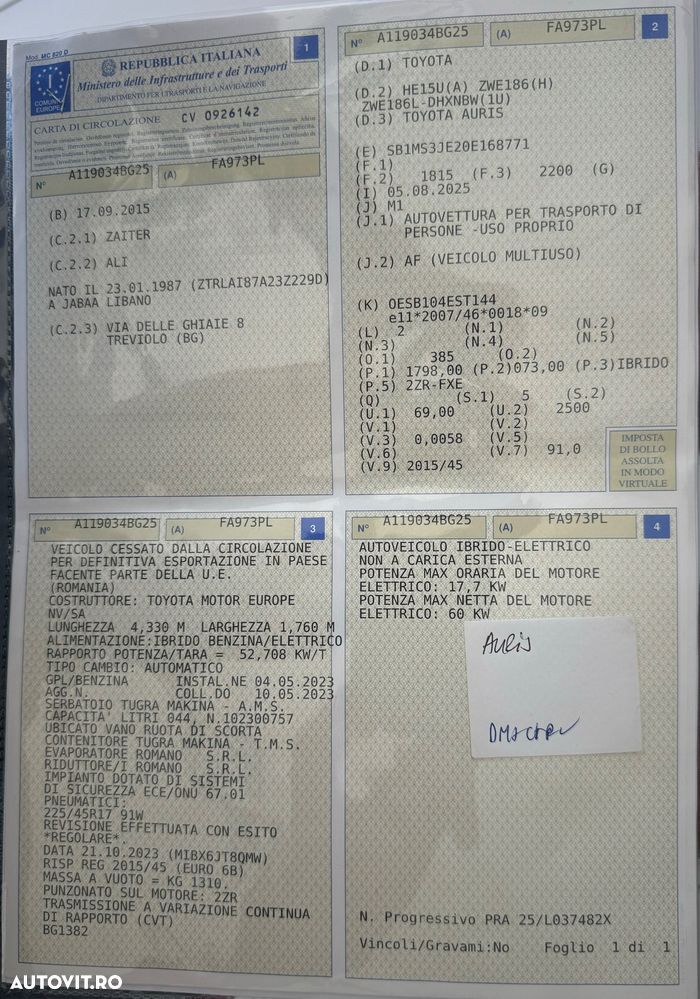 Mod. MC 820 D
1
REPUBBLICA ITALIANA
Ministero delle Infrastrutture e dei Trasporti
DIPARTIMENTO PER I TRASPORTI E LA NAVIGAZIONE
I
COMUNITÀ EUROPEA
CARTA DI CIRCOLAZIONE CV 0926142
N° A119034BG25 (A) FA973PL
(B) 17.09.2015
(C.2.1) ZAITER
(C.2.2) ALI
NATO IL 23.01.1987 (ZTRLAI87A23Z229D)
A JABAA LIBANO
(C.2.3) VIA DELLE GHIAIE 8
TREVIOLO (BG)
N° A119034BG25 (A) FA973PL 2
(D.1) TOYOTA
(D.2) HE15U(A) ZWE186(H)
ZWE186L-DHXNBW(1U)
(D.3) TOYOTA AURIS
(E) SB1MS3JE20E168771
(F.1)
(F.2) 1815 (F.3) 2200 (G)
(I) 05.08.2025
(J) M1
(J.1) AUTOVETTURA PER TRASPORTO DI
PERSONE -USO PROPRIO
(J.2) AF (VEICOLO MULTIUSO)
(K) OESB104EST144
e11*2007/46*0018*09
(L) 2 (N.1) (N.2)
(N.3) (N.4) (N.5)
(O.1) 385 (O.2)
(P.1) 1798,00 (P.2)073,00 (P.3)IBRIDO
(P.5) 2ZR-FXE
(Q) (S.1) 5 (S.2)
(U.1) 69,00 (U.2) 2500
(V.1) (V.2)
(V.3) 0,0058 (V.5)
(V.6) (V.7) 91,0
(V.9) 2015/45
IMPOSTA
DI BOLLO
ASSOLTA
IN MODO
VIRTUALE
N° A119034BG25 (A) FA973PL 3
VEICOLO CESSATO DALLA CIRCOLAZIONE
PER DEFINITIVA ESPORTAZIONE IN PAESE
FACENTE PARTE DELLA U.E.
(ROMANIA)
COSTRUTTORE: TOYOTA MOTOR EUROPE
NV/SA
LUNGHEZZA 4,330 M LARGHEZZA 1,760 M
ALIMENTAZIONE:IBRIDO BENZINA/ELETTRICO
RAPPORTO POTENZA/TARA = 52,708 KW/T
TIPO CAMBIO: AUTOMATICO
GPL/BENZINA INSTAL.NE 04.05.2023
AGG.N. COLL.DO 10.05.2023
SERBATOIO TUGRA MAKINA - A.M.S.
CAPACITA' LITRI 044, N.102300757
UBICATO VANO RUOTA DI SCORTA
CONTENITORE TUGRA MAKINA - T.M.S.
EVAPORATORE ROMANO S.R.L.
RIDUTTORE/I ROMANO S.R.L.
IMPIANTO DOTATO DI SISTEMI
DI SICUREZZA ECE/ONU 67.01
PNEUMATICI:
225/45R17 91W
REVISIONE EFFETTUATA CON ESITO
*REGOLARE*.
DATA 21.10.2023 (MIBX6JT8QMW)
RISP REG 2015/45 (EURO 6B)
MASSA A VUOTO = KG 1310.
PUNZONATO SUL MOTORE: 2ZR
TRASMISSIONE A VARIAZIONE CONTINUA
DI RAPPORTO (CVT)
BG1382
N° A119034BG25 (A) FA973PL 4
AUTOVEICOLO IBRIDO-ELETTRICO
NON A CARICA ESTERNA
POTENZA MAX ORARIA DEL MOTORE
ELETTRICO: 17,7 KW
POTENZA MAX NETTA DEL MOTORE
ELETTRICO: 60 KW
AURIS
N. Progressivo PRA 25/L037482X
Vincoli/Gravami:No Foglio 1 di 1
AUTOVIT.RO